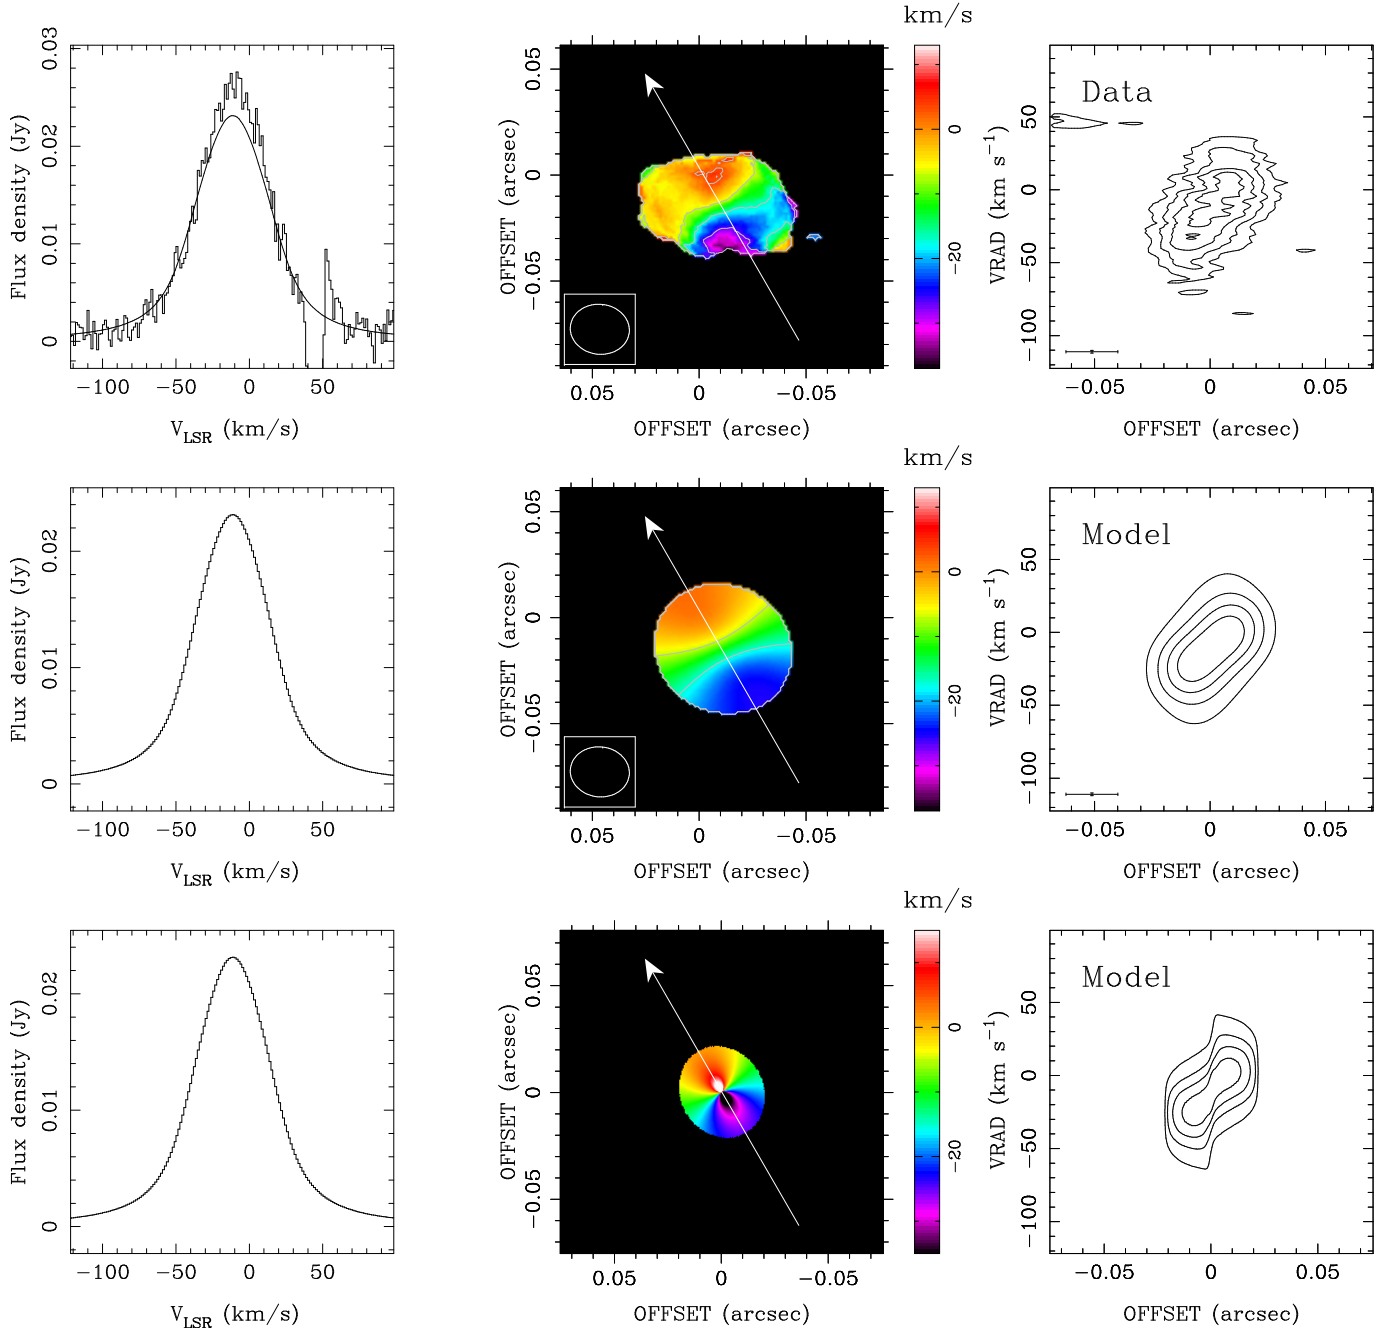 km/s
0.03
0.02
0.01
0
Flux density (Jy)
−100 −50 0 50
V_LSR (km/s)
0.05
0
−0.05
OFFSET (arcsec)
0.05 0 −0.05
OFFSET (arcsec)
0
−20
Data
50
0
−50
−100
VRAD (km s⁻¹)
−0.05 0 0.05
OFFSET (arcsec)
km/s
0.02
0.01
0
Flux density (Jy)
−100 −50 0 50
V_LSR (km/s)
0.05
0
−0.05
OFFSET (arcsec)
0.05 0 −0.05
OFFSET (arcsec)
0
−20
Model
50
0
−50
−100
VRAD (km s⁻¹)
−0.05 0 0.05
OFFSET (arcsec)
km/s
0.02
0.01
0
Flux density (Jy)
−100 −50 0 50
V_LSR (km/s)
0.05
0
−0.05
OFFSET (arcsec)
0.05 0 −0.05
OFFSET (arcsec)
0
−20
Model
50
0
−50
−100
VRAD (km s⁻¹)
−0.05 0 0.05
OFFSET (arcsec)